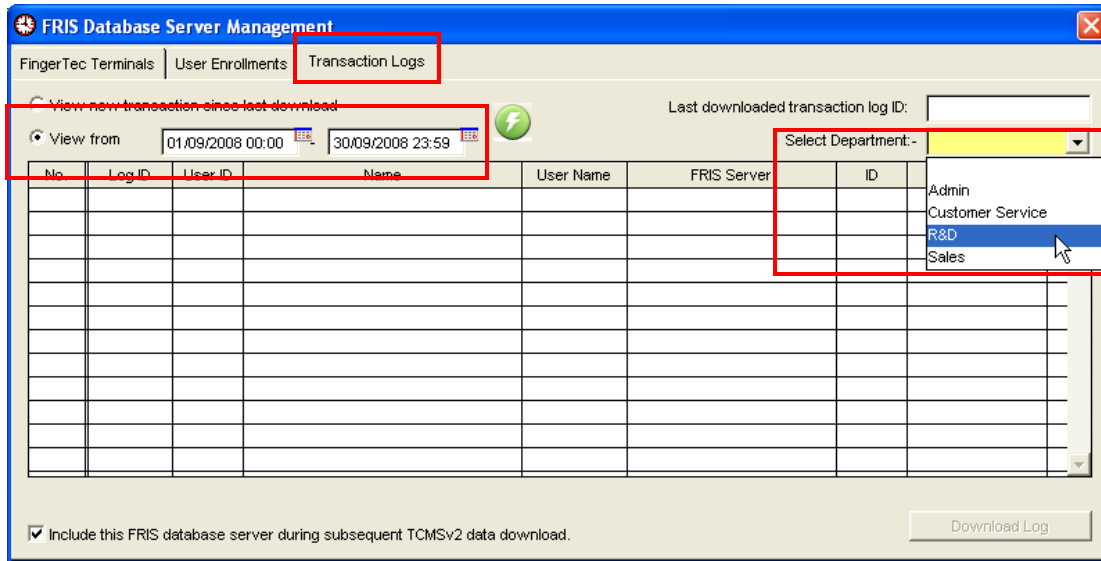 FRIS Database Server Management
FingerTec Terminals User Enrollments Transaction Logs
View new transaction since last download Last downloaded transaction log ID:
View from 01/09/2008 00:00 - 30/09/2008 23:59 Select Department:-
No. Log ID User ID Name User Name FRIS Server ID
Admin
Customer Service
R&D
Sales
Include this FRIS database server during subsequent TCMSv2 data download. Download Log